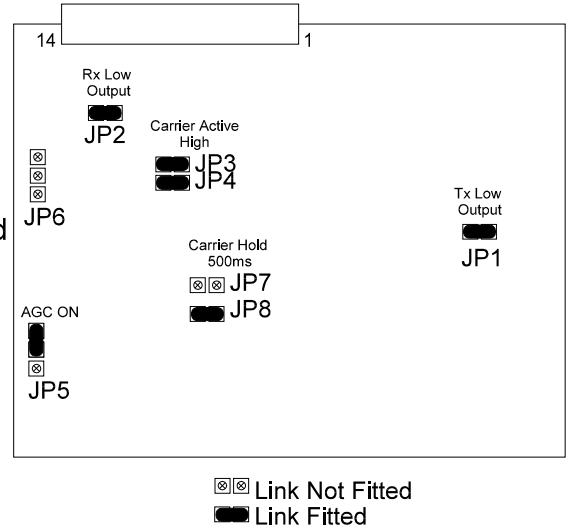 14
1
Rx Low
Output
JP2
Carrier Active
High
JP3
JP4
JP6
d
Tx Low
Output
JP1
Carrier Hold
500ms
JP7
JP8
AGC ON
JP5
Link Not Fitted
Link Fitted